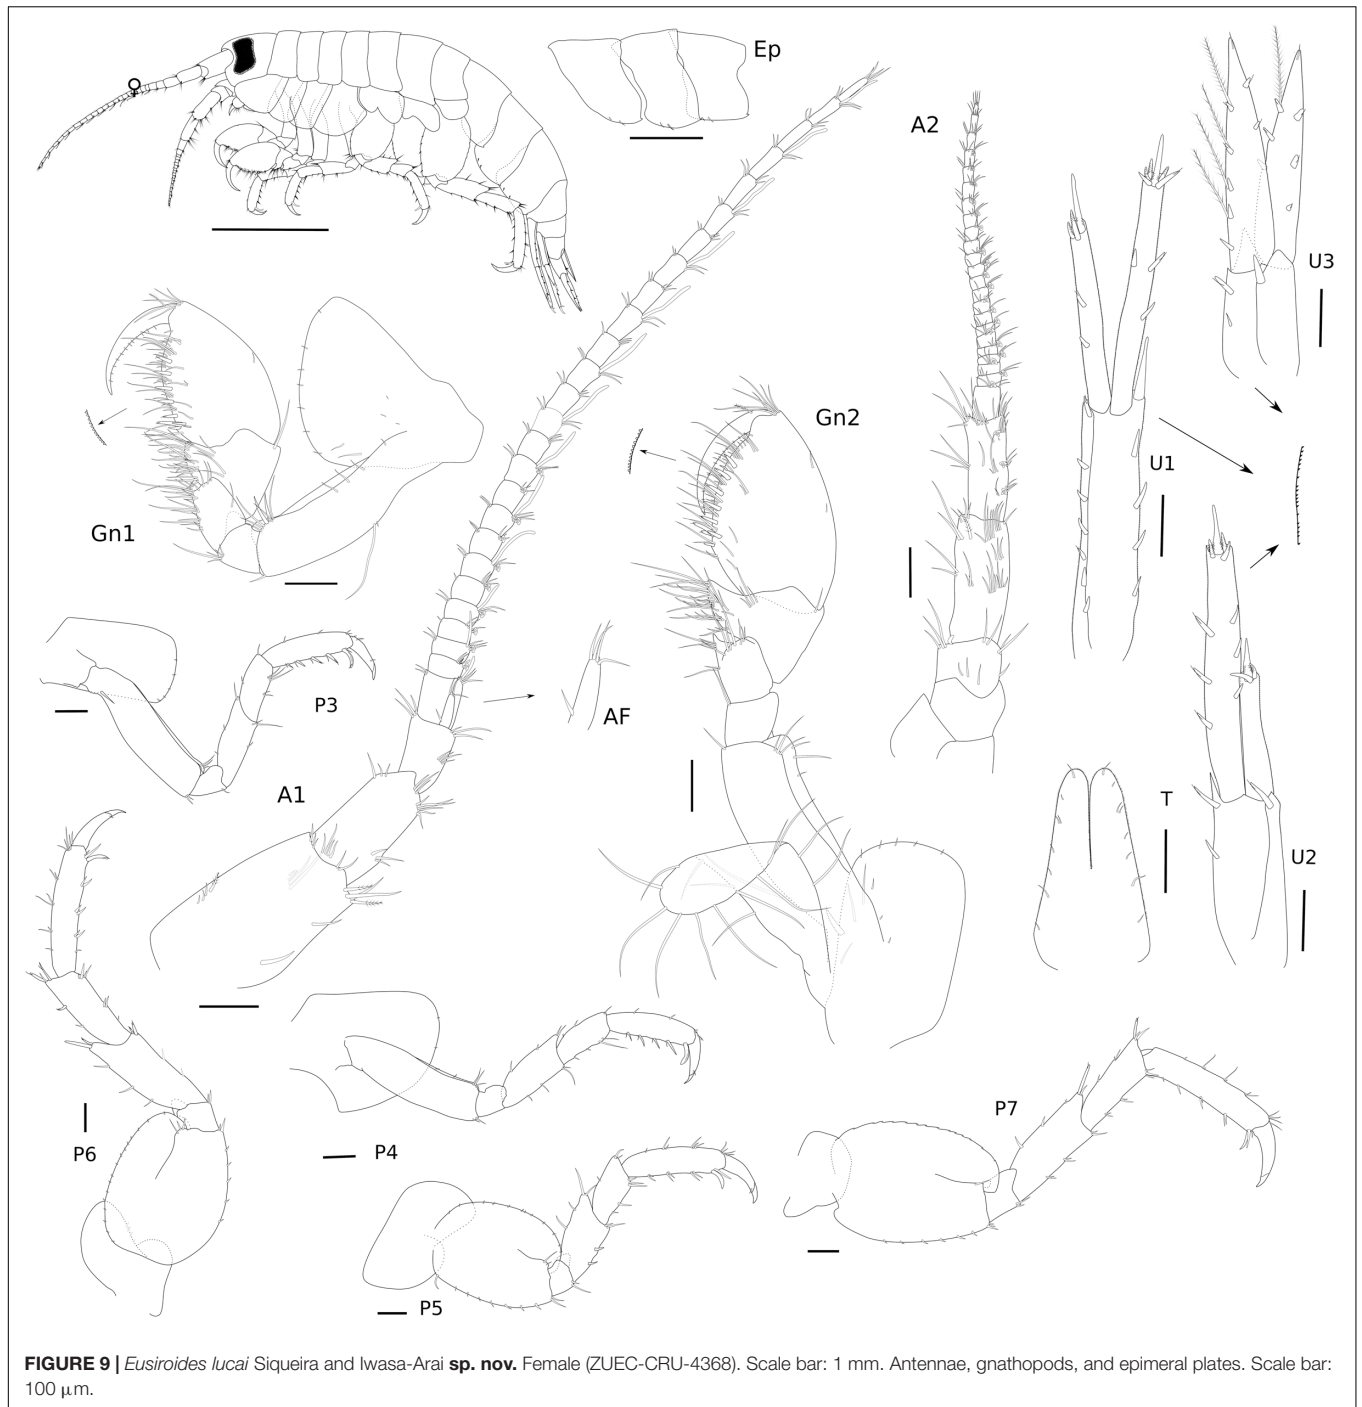 ♀
Ep
A2
U3
Gn2
U1
Gn1
P3
AF
A1
T
U2
P7
P4
P6
P5
FIGURE 9 | Eusiroides lucai Siqueira and Iwasa-Arai sp. nov. Female (ZUEC-CRU-4368). Scale bar: 1 mm. Antennae, gnathopods, and epimeral plates. Scale bar:
100 μm.